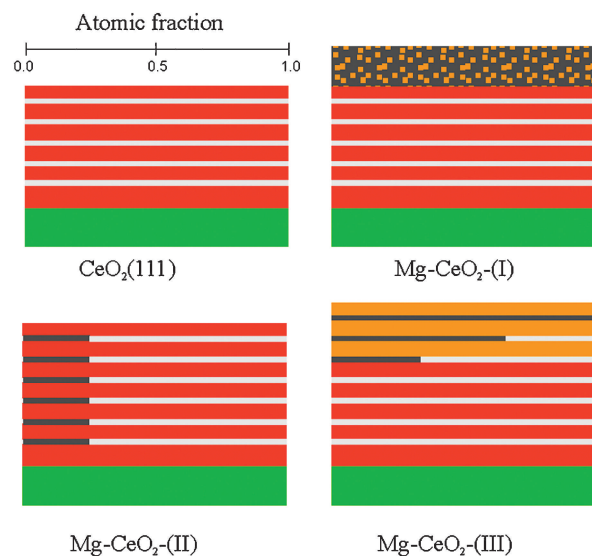 Atomic fraction
0.0 0.5 1.0
CeO₂(111)
Mg-CeO₂-(I)
Mg-CeO₂-(II)
Mg-CeO₂-(III)